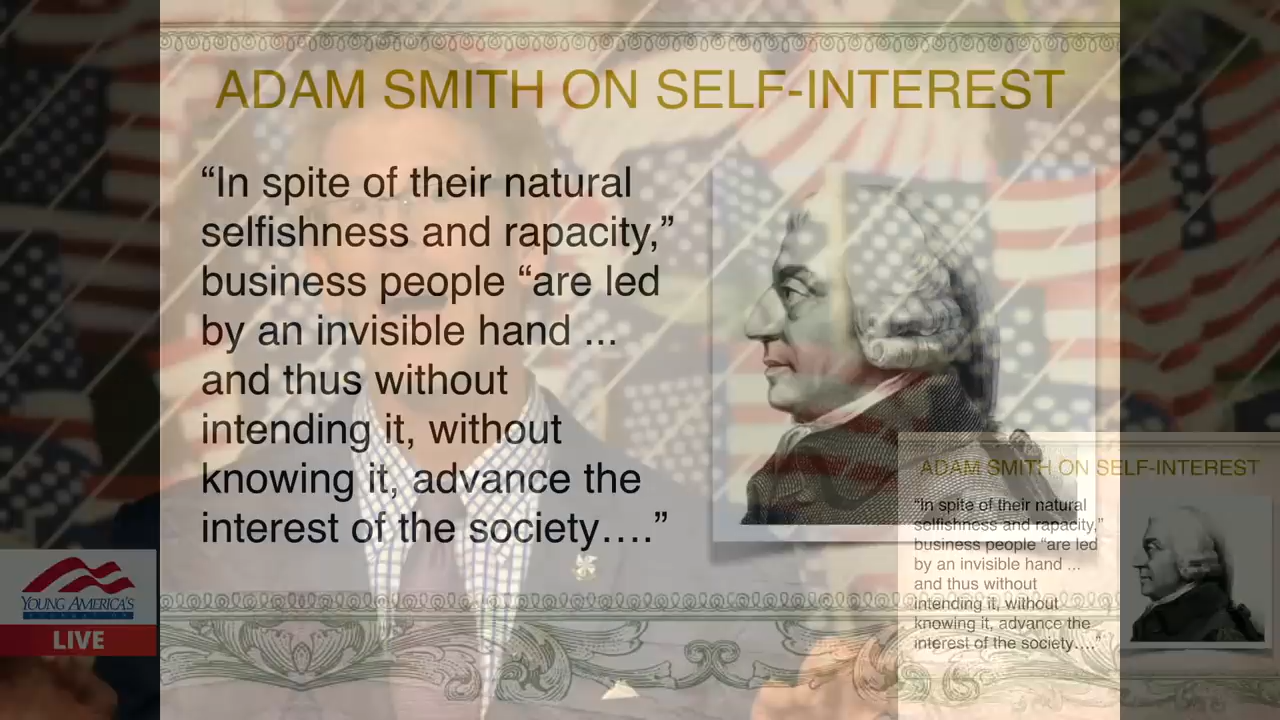 ADAM SMITH ON SELF-INTEREST
“In spite of their natural
selfishness and rapacity,”
business people “are led
by an invisible hand ...
and thus without
intending it, without
knowing it, advance the
interest of the society….”
ADAM SMITH ON SELF-INTEREST
“In spite of their natural
selfishness and rapacity,”
business people “are led
by an invisible hand ...
and thus without
intending it, without
knowing it, advance the
interest of the society….”
YOUNG AMERICA'S
LIVE